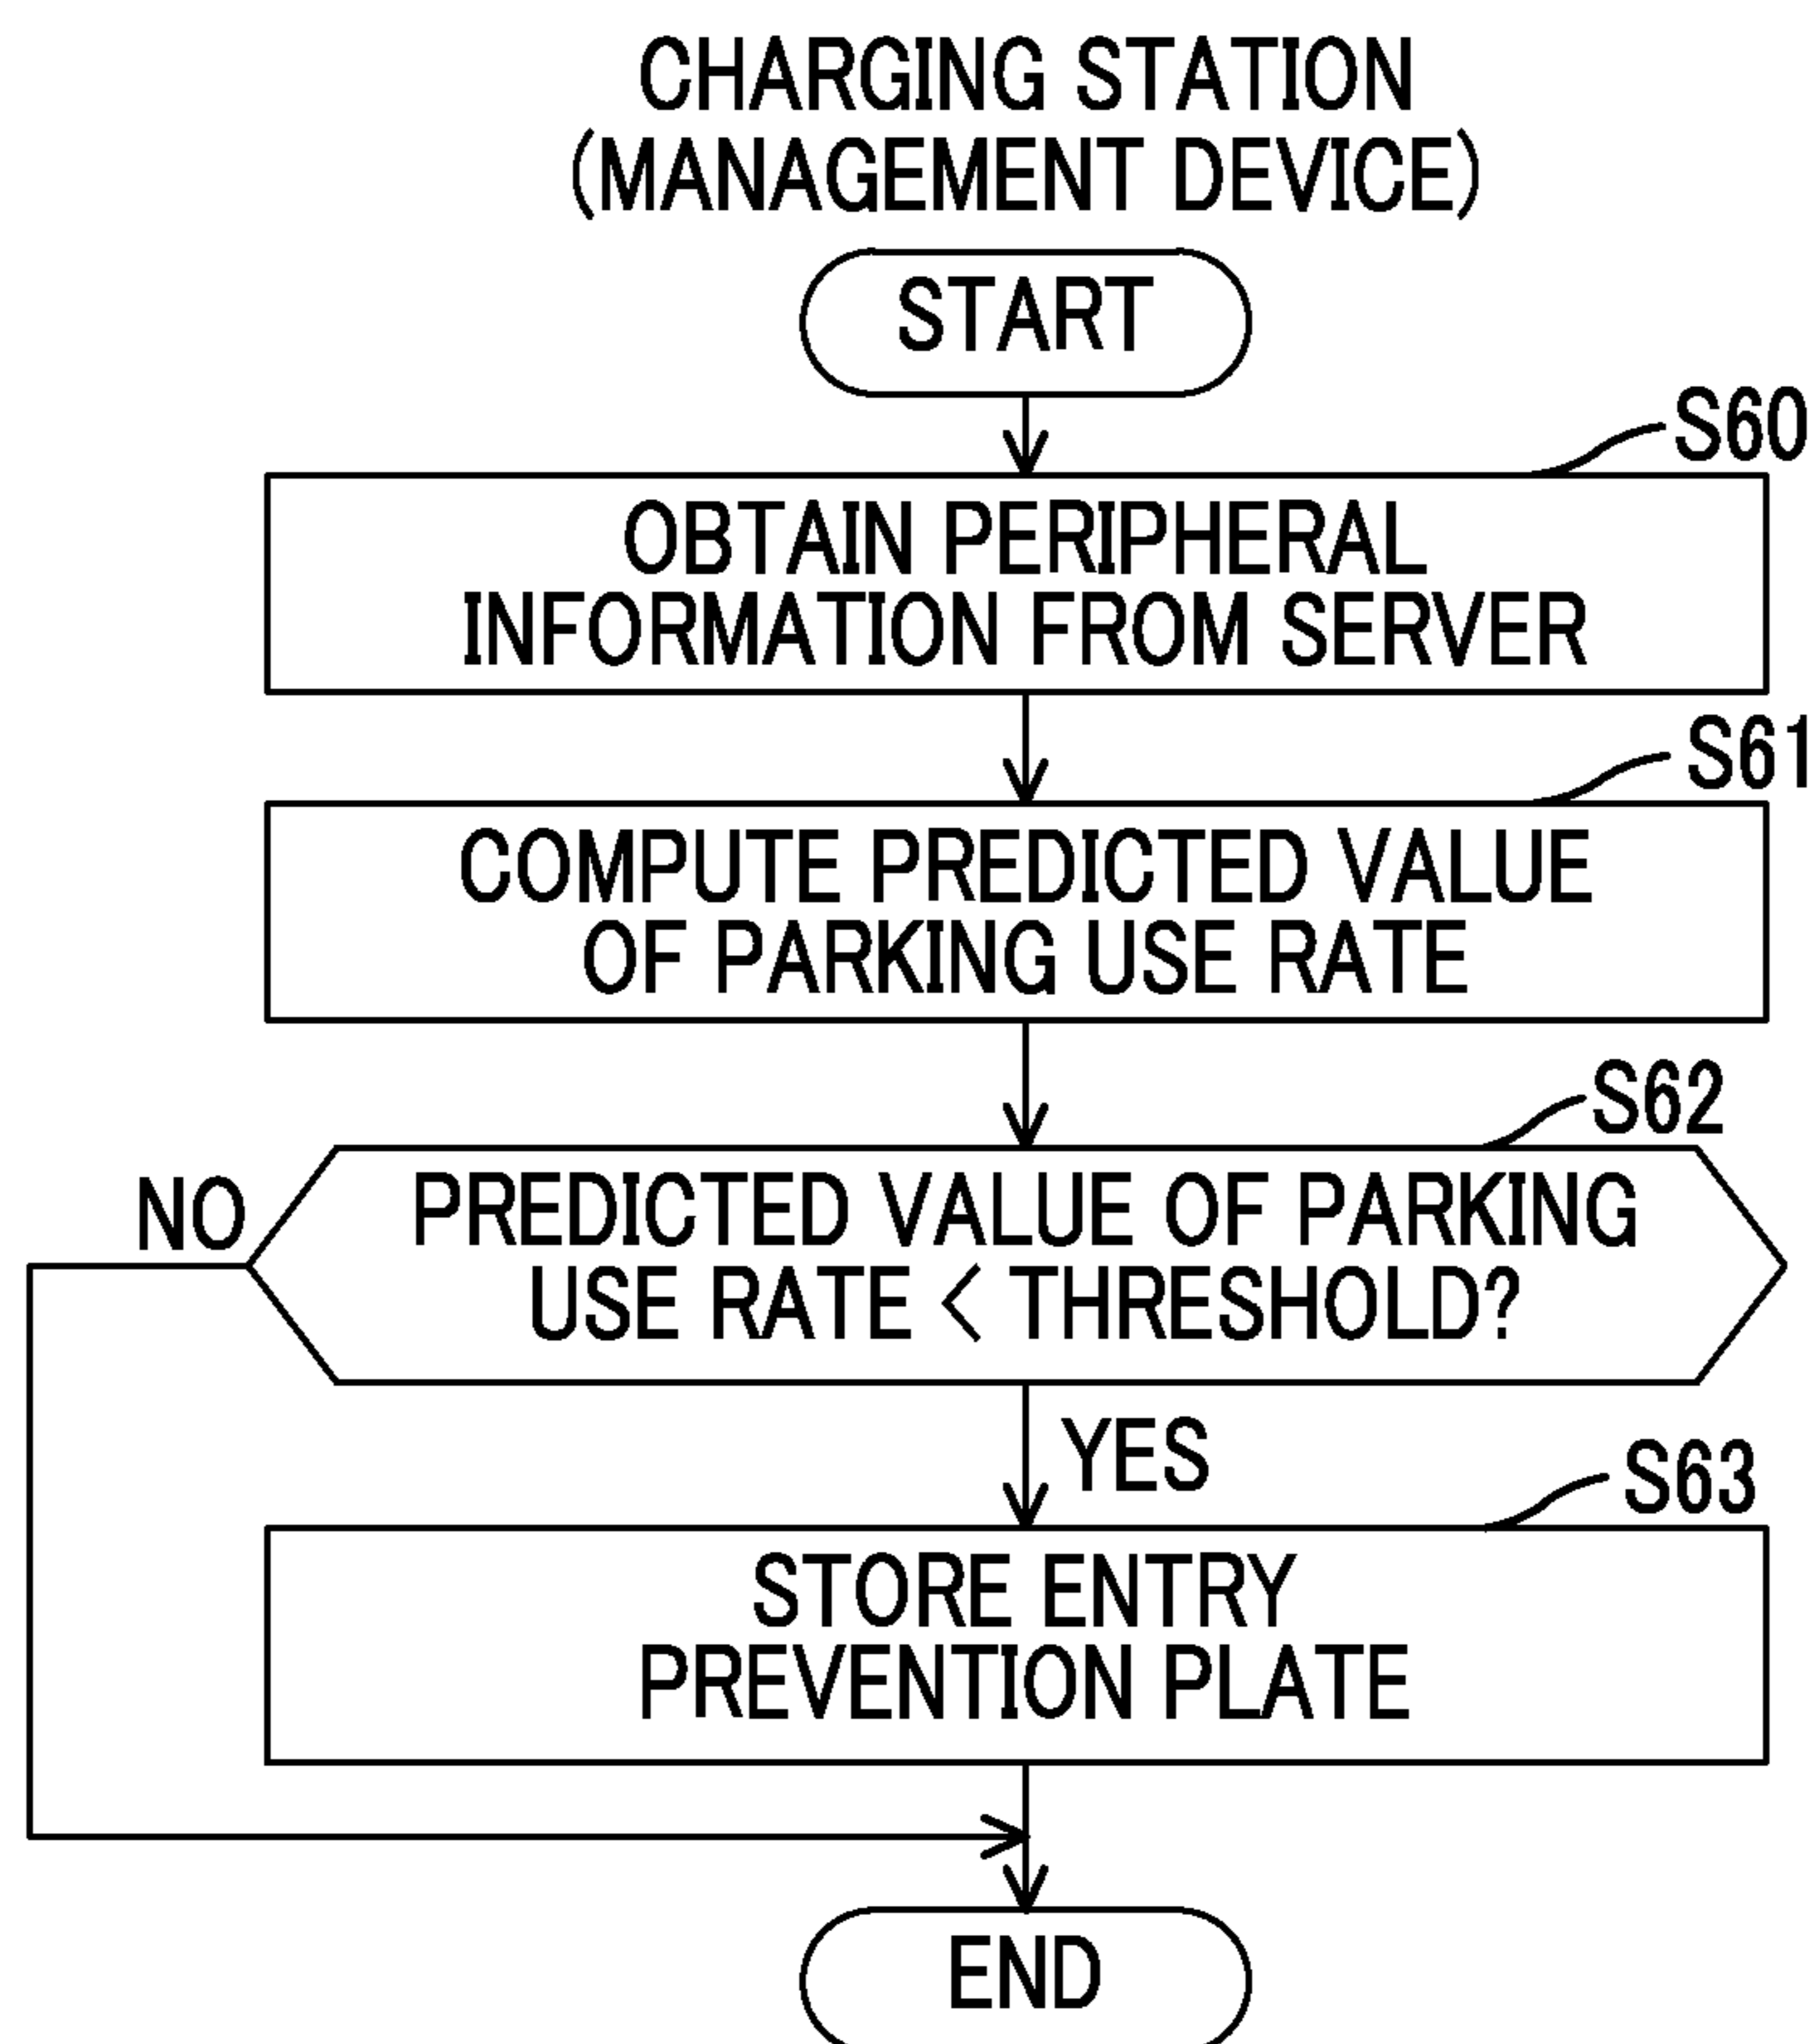 CHARGING STATION
(MANAGEMENT DEVICE)
START
S60
OBTAIN PERIPHERAL
INFORMATION FROM SERVER
S61
COMPUTE PREDICTED VALUE
OF PARKING USE RATE
S62
NO
PREDICTED VALUE OF PARKING
USE RATE < THRESHOLD?
YES
S63
STORE ENTRY
PREVENTION PLATE
END